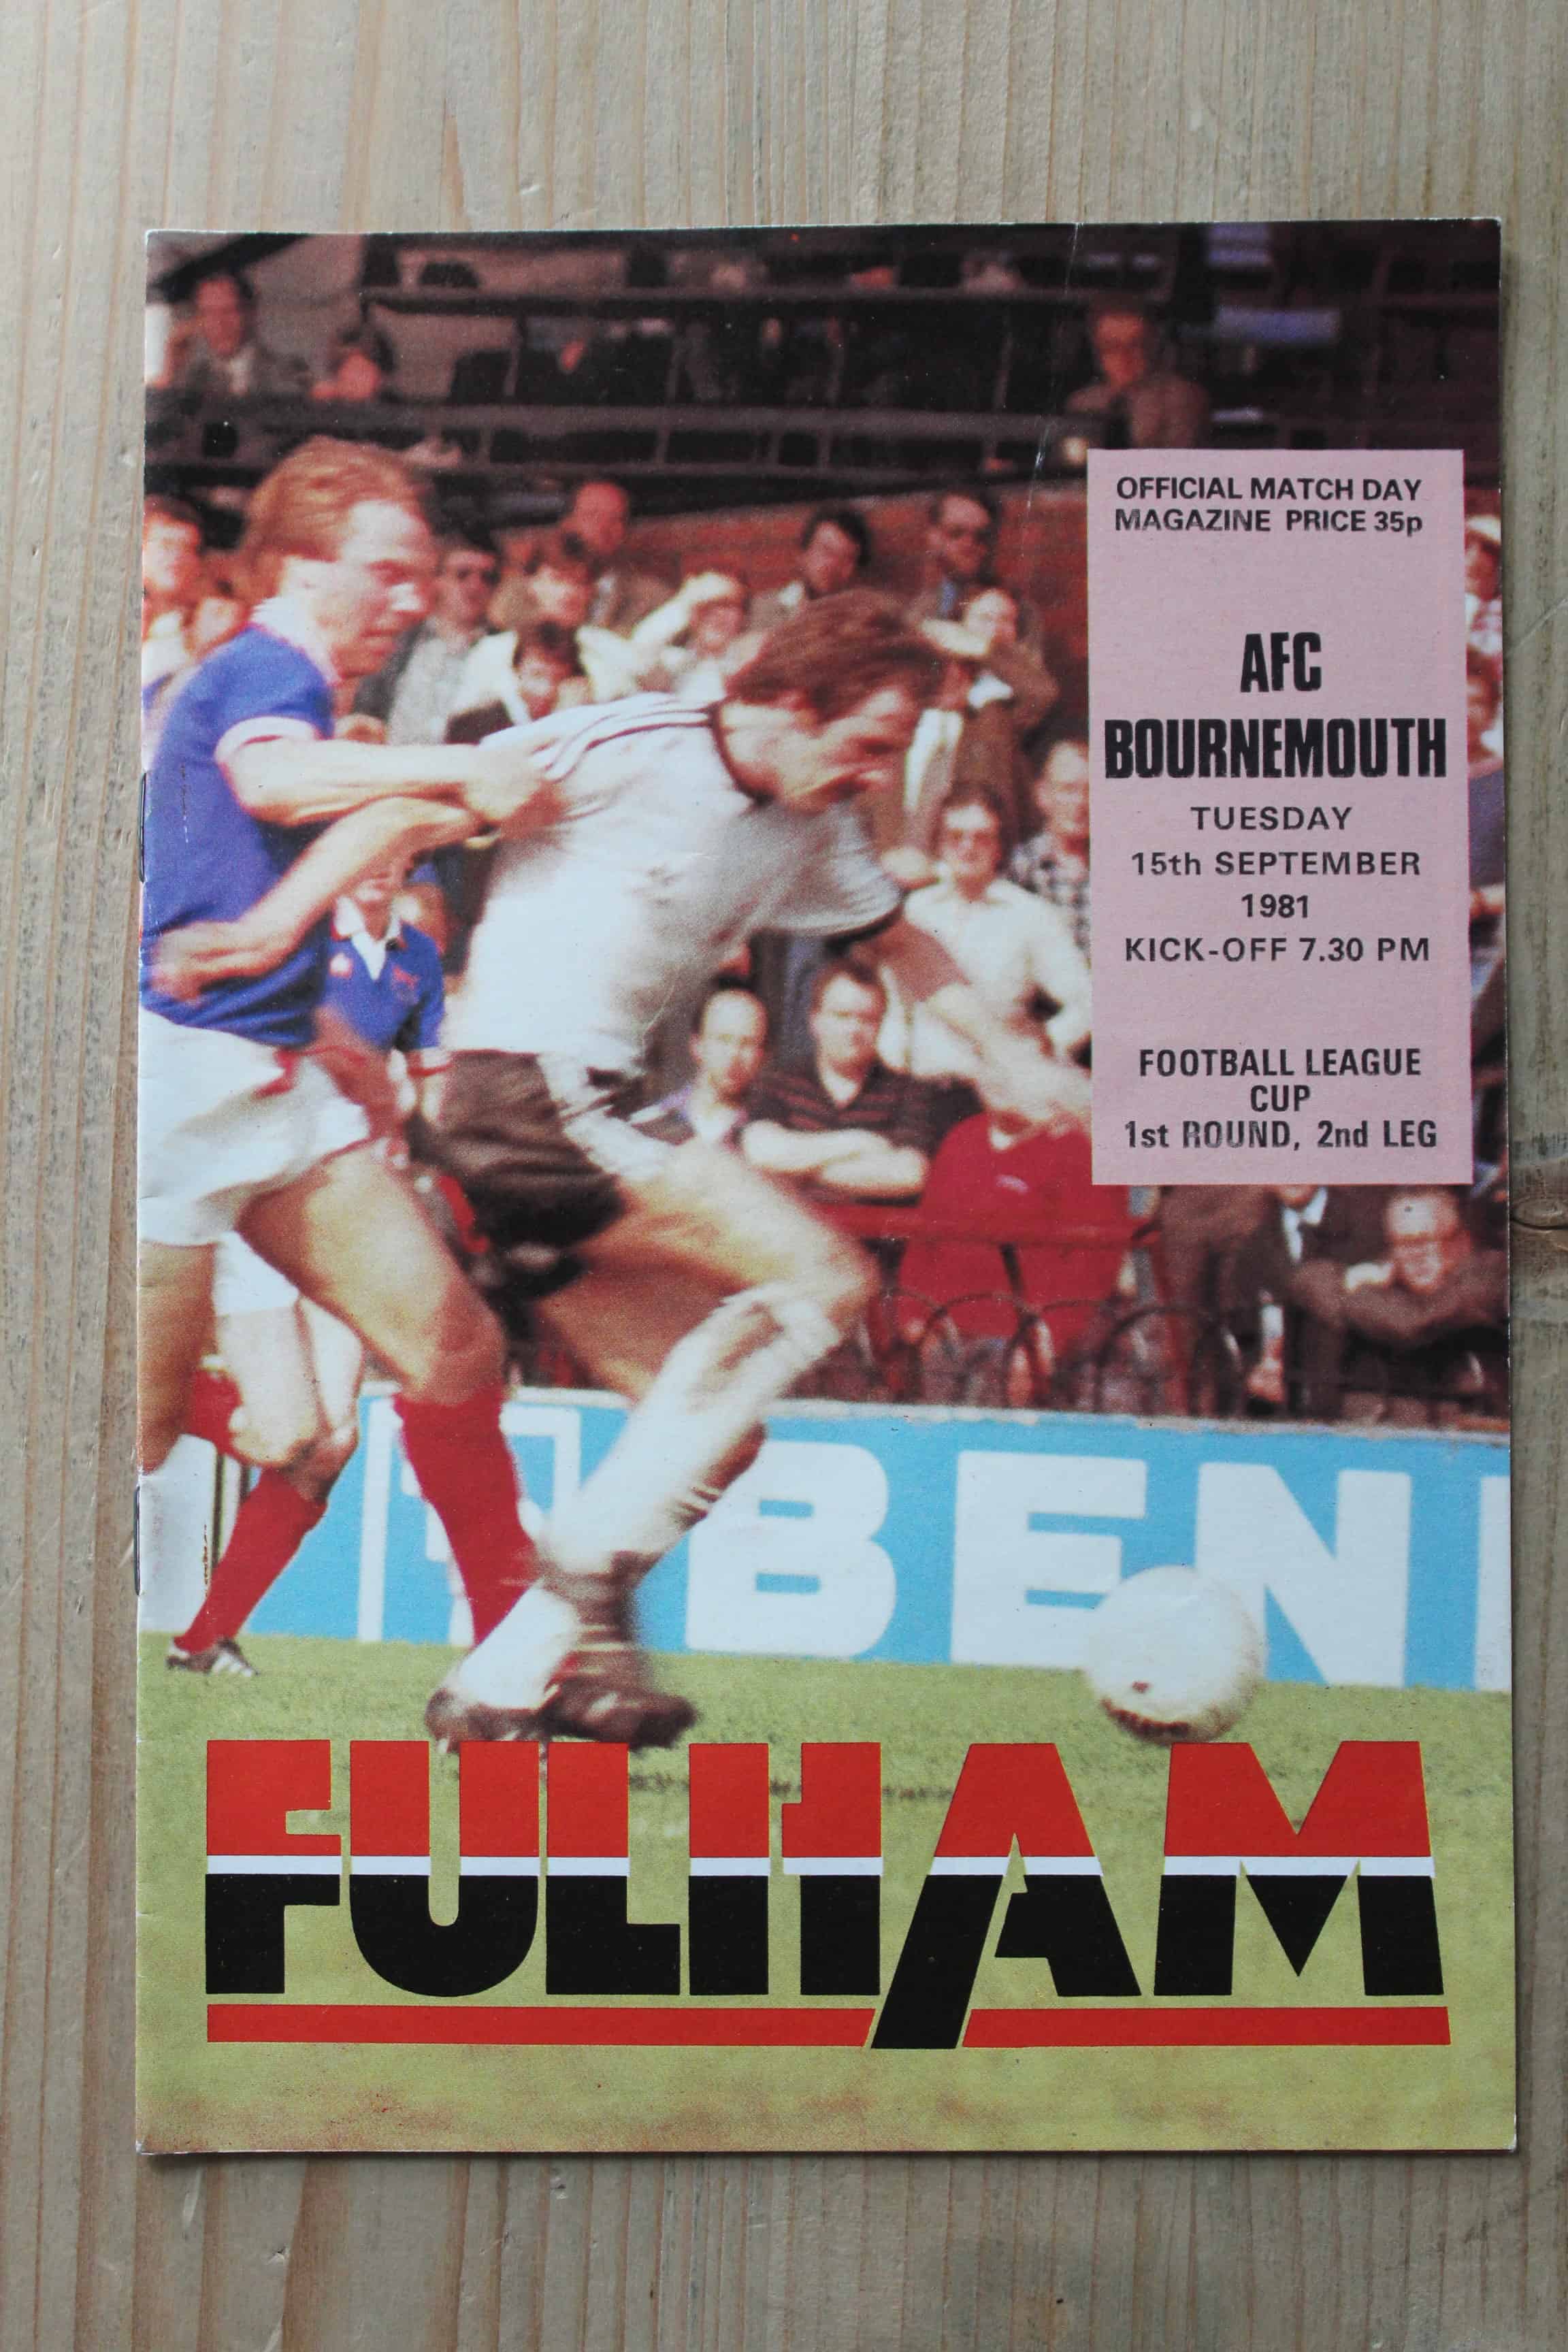 OFFICIAL MATCH DAY
MAGAZINE PRICE 35p
AFC
BOURNEMOUTH
TUESDAY
15th SEPTEMBER
1981
KICK-OFF 7.30 PM
FOOTBALL LEAGUE
CUP
1st ROUND, 2nd LEG
BEN
FULHAM